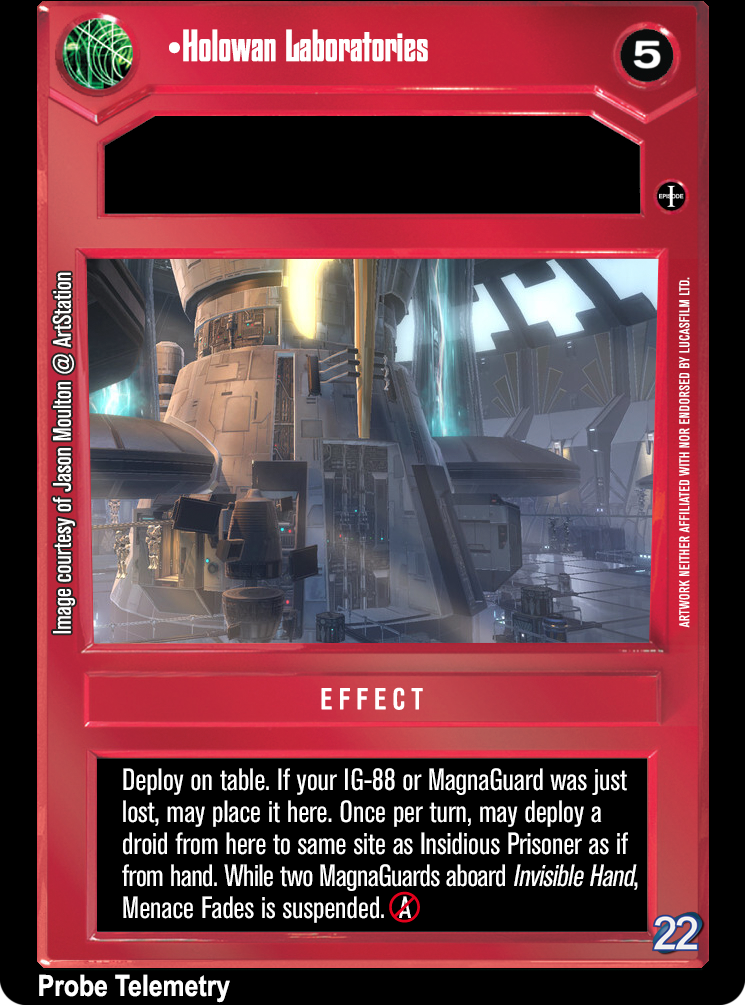 •Holowan Laboratories
5
EPISODE
I
Image courtesy of Jason Moulton @ ArtStation
ARTWORK NEITHER AFFILIATED WITH NOR ENDORSED BY LUCASFILM LTD.
EFFECT
Deploy on table. If your IG-88 or MagnaGuard was just
lost, may place it here. Once per turn, may deploy a
droid from here to same site as Insidious Prisoner as if
from hand. While two MagnaGuards aboard Invisible Hand,
Menace Fades is suspended. A
22
Probe Telemetry